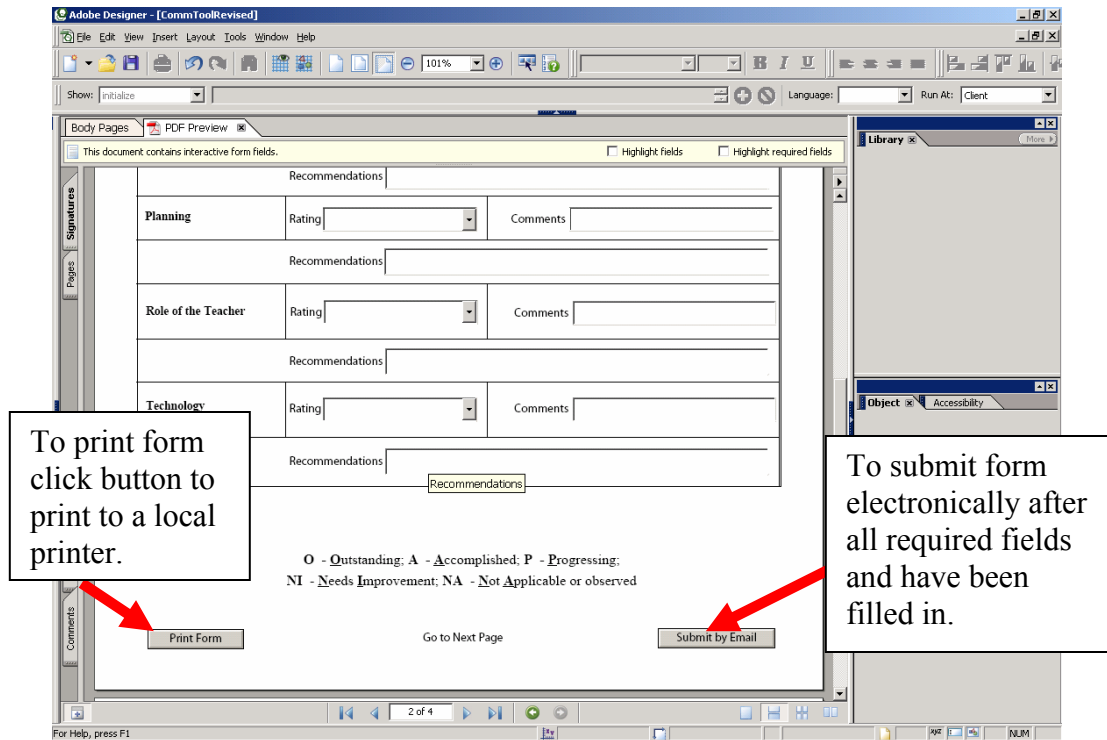 Adobe Designer - [CommToolRevised]
File Edit View Insert Layout Tools Window Help
101%
B I U
Show: initialize
Language:
Run At: Client
Body Pages
PDF Preview
Library
More
This document contains interactive form fields.
Highlight fields
Highlight required fields
Signatures
Pages
Comments
Recommendations
Planning
Rating
Comments
Recommendations
Role of the Teacher
Rating
Comments
Recommendations
Technology
Rating
Comments
Recommendations
Recommendations
Object
Accessibility
To print form
click button to
print to a local
printer.
To submit form
electronically after
all required fields
and have been
filled in.
O - Outstanding; A - Accomplished; P - Progressing;
NI - Needs Improvement; NA - Not Applicable or observed
Print Form
Go to Next Page
Submit by Email
2 of 4
For Help, press F1
XYZ
NUM